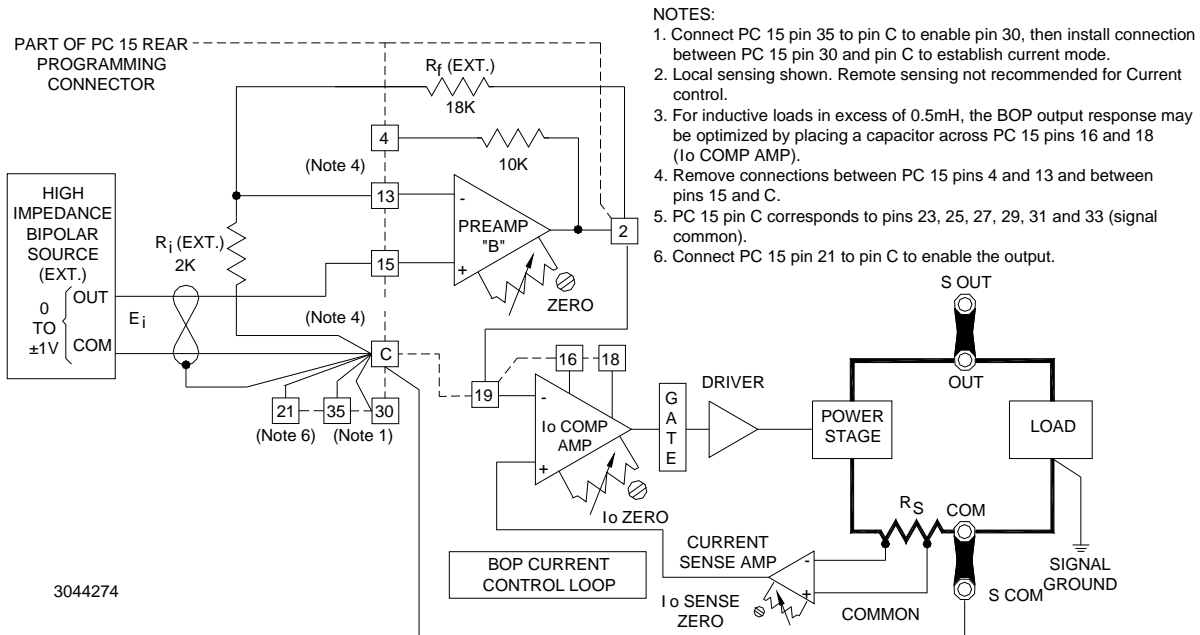 NOTES:
1. Connect PC 15 pin 35 to pin C to enable pin 30, then install connection
between PC 15 pin 30 and pin C to establish current mode.
2. Local sensing shown. Remote sensing not recommended for Current
control.
3. For inductive loads in excess of 0.5mH, the BOP output response may
be optimized by placing a capacitor across PC 15 pins 16 and 18
(Io COMP AMP).
4. Remove connections between PC 15 pins 4 and 13 and between
pins 15 and C.
5. PC 15 pin C corresponds to pins 23, 25, 27, 29, 31 and 33 (signal
common).
6. Connect PC 15 pin 21 to pin C to enable the output.
PART OF PC 15 REAR
PROGRAMMING
CONNECTOR
Rf (EXT.)
18K
4
10K
(Note 4)
13
HIGH
IMPEDANCE
BIPOLAR
SOURCE
(EXT.)
OUT
0
TO
±1V
COM
Ei
Ri (EXT.)
2K
15
-
PREAMP
"B"
+
2
ZERO
(Note 4)
C
21
35
30
(Note 6)
(Note 1)
19
16
18
-
Io COMP
AMP
+
Io ZERO
GATE
DRIVER
POWER
STAGE
S OUT
OUT
LOAD
RS
COM
S COM
SIGNAL
GROUND
CURRENT
SENSE AMP
-
+
Io SENSE
ZERO
COMMON
BOP CURRENT
CONTROL LOOP
3044274